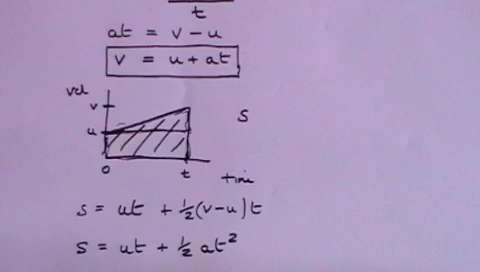 t
at = v - u
v = u + at
vel
v
u
S
0 t time
s = ut + ½(v-u)t
s = ut + ½ at²